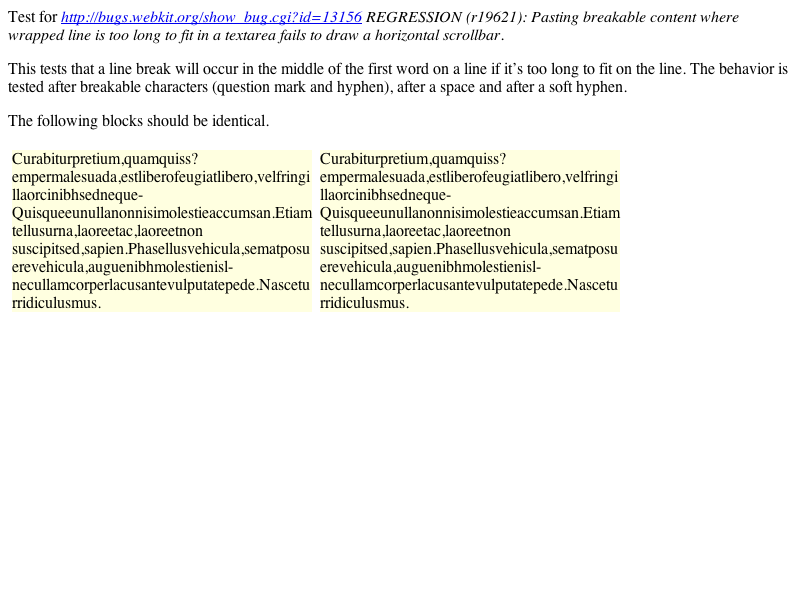 Test for http://bugs.webkit.org/show_bug.cgi?id=13156 REGRESSION (r19621): Pasting breakable content where
wrapped line is too long to fit in a textarea fails to draw a horizontal scrollbar.
This tests that a line break will occur in the middle of the first word on a line if it's too long to fit on the line. The behavior is
tested after breakable characters (question mark and hyphen), after a space and after a soft hyphen.
The following blocks should be identical.
Curabiturpretium,quamquiss?
empermalesuada,estliberofeugiatlibero,velfringi
llaorcinibhsedneque-
Quisqueeunullanonnisimolestieaccumsan.Etiam
tellusurna,laoreetac,laoreetnon
suscipitsed,sapien.Phasellusvehicula,sematposu
erevehicula,auguenibhmolestienisl-
necullamcorperlacusantevulputatepede.Nascetu
rridiculusmus.
Curabiturpretium,quamquiss?
empermalesuada,estliberofeugiatlibero,velfringi
llaorcinibhsedneque-
Quisqueeunullanonnisimolestieaccumsan.Etiam
tellusurna,laoreetac,laoreetnon
suscipitsed,sapien.Phasellusvehicula,sematposu
erevehicula,auguenibhmolestienisl-
necullamcorperlacusantevulputatepede.Nascetu
rridiculusmus.